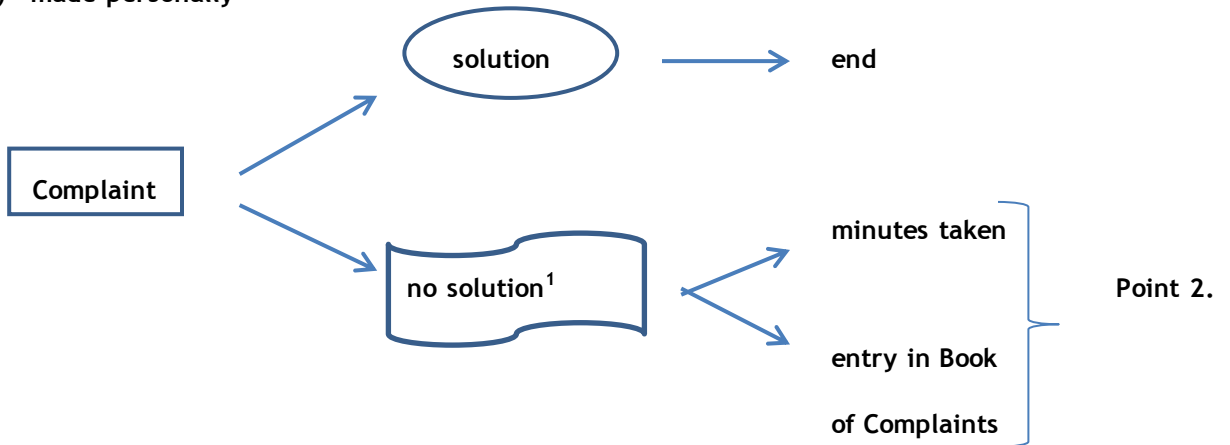 made personally
solution
end
Complaint
minutes taken
no solution¹
Point 2.
entry in Book
of Complaints